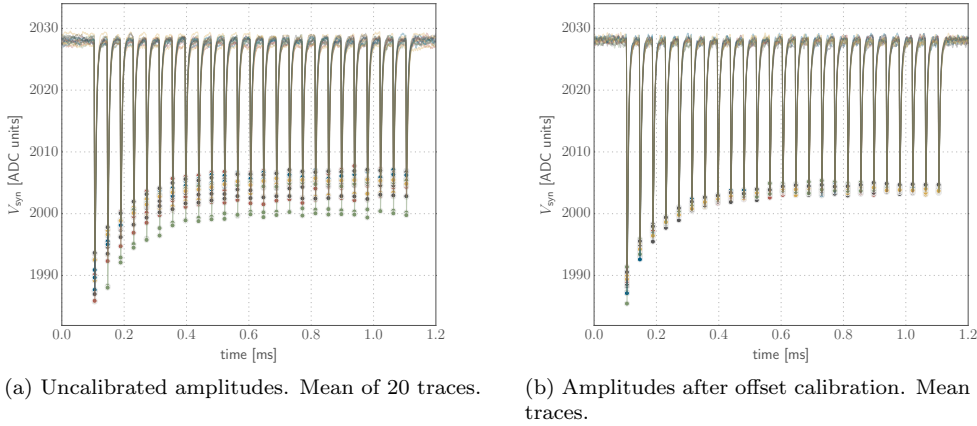 2030
2020
2010
2000
1990
V_syn [ADC units]
0.0 0.2 0.4 0.6 0.8 1.0 1.2
time [ms]
(a) Uncalibrated amplitudes. Mean of 20 traces.
2030
2020
2010
2000
1990
V_syn [ADC units]
0.0 0.2 0.4 0.6 0.8 1.0 1.2
time [ms]
(b) Amplitudes after offset calibration. Mean
traces.